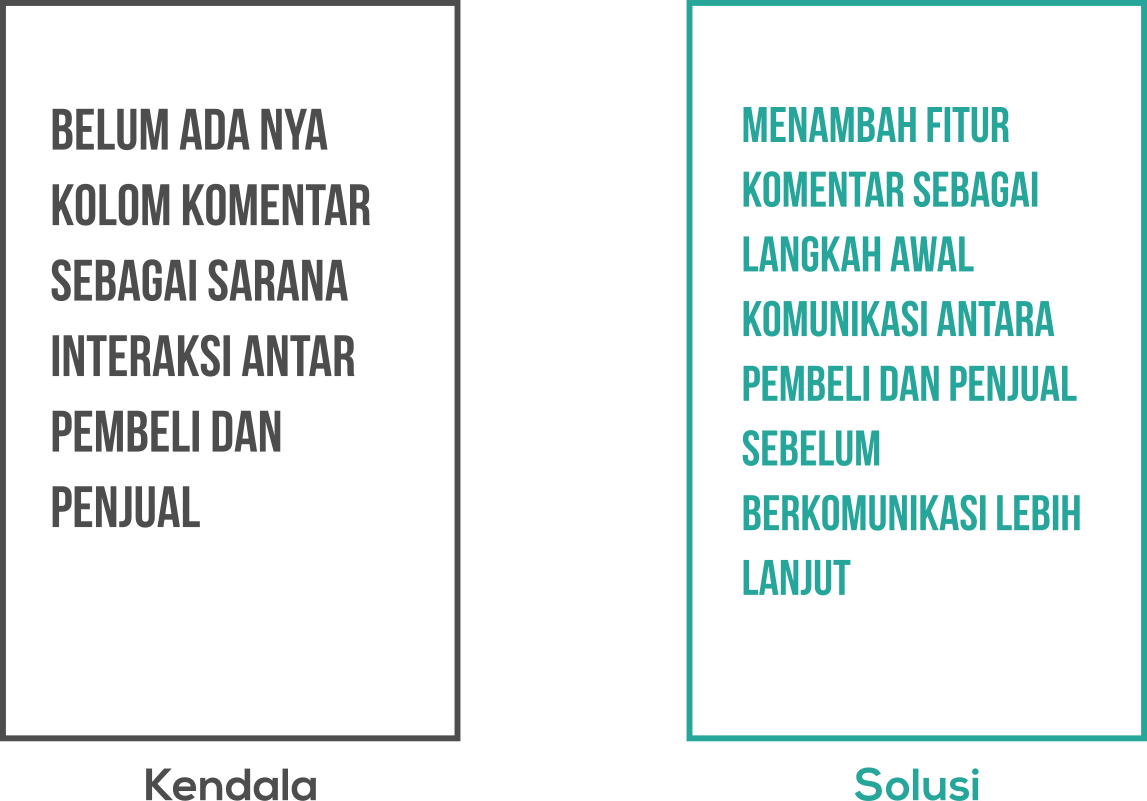 BELUM ADA NYA
KOLOM KOMENTAR
SEBAGAI SARANA
INTERAKSI ANTAR
PEMBELI DAN
PENJUAL
Kendala
MENAMBAH FITUR
KOMENTAR SEBAGAI
LANGKAH AWAL
KOMUNIKASI ANTARA
PEMBELI DAN PENJUAL
SEBELUM
BERKOMUNIKASI LEBIH
LANJUT
Solusi